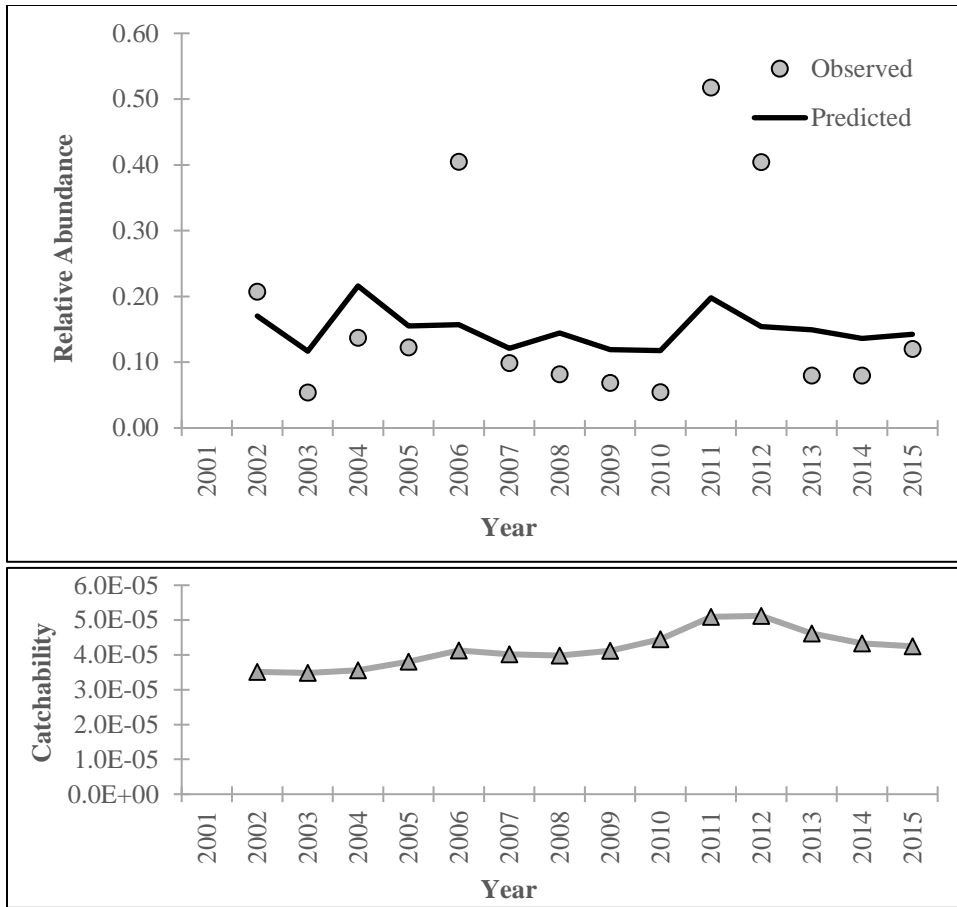 0.60
0.50
0.40
0.30
0.20
0.10
0.00
Relative Abundance
Observed
Predicted
2001 2002 2003 2004 2005 2006 2007 2008 2009 2010 2011 2012 2013 2014 2015
Year
6.0E-05
5.0E-05
4.0E-05
3.0E-05
2.0E-05
1.0E-05
0.0E+00
Catchability
2001 2002 2003 2004 2005 2006 2007 2008 2009 2010 2011 2012 2013 2014 2015
Year